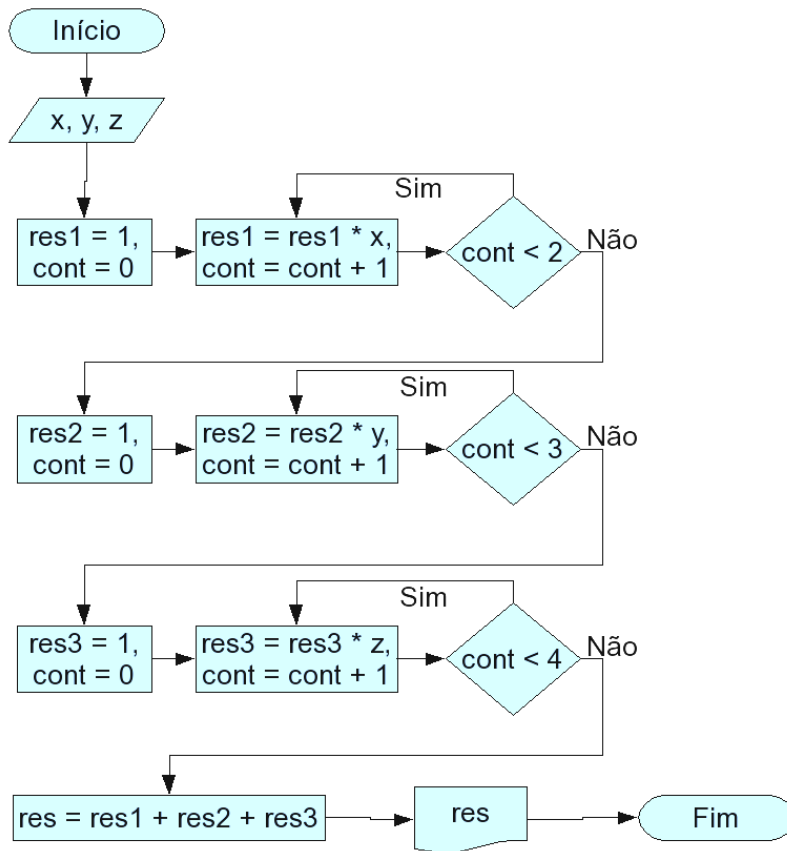 Início
x, y, z
Sim
res1 = 1,
cont = 0
res1 = res1 * x,
cont = cont + 1
cont < 2
Não
Sim
res2 = 1,
cont = 0
res2 = res2 * y,
cont = cont + 1
cont < 3
Não
Sim
res3 = 1,
cont = 0
res3 = res3 * z,
cont = cont + 1
cont < 4
Não
res = res1 + res2 + res3
res
Fim